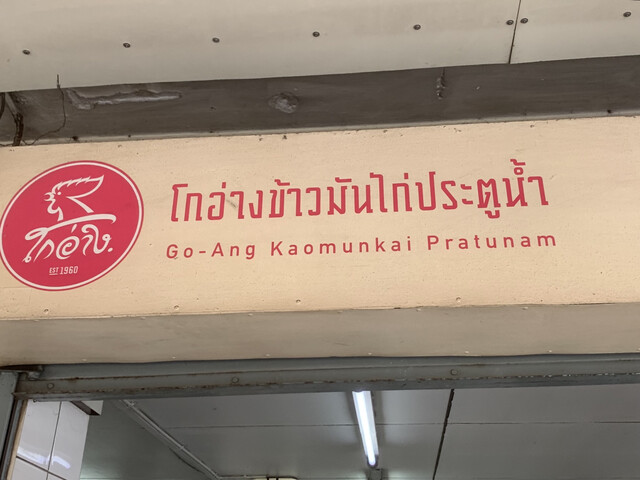 โกอ่าง.
EST 1960
โกอ่างข้าวมันไก่ประตูน้ำ
Go-Ang Kaomunkai Pratunam